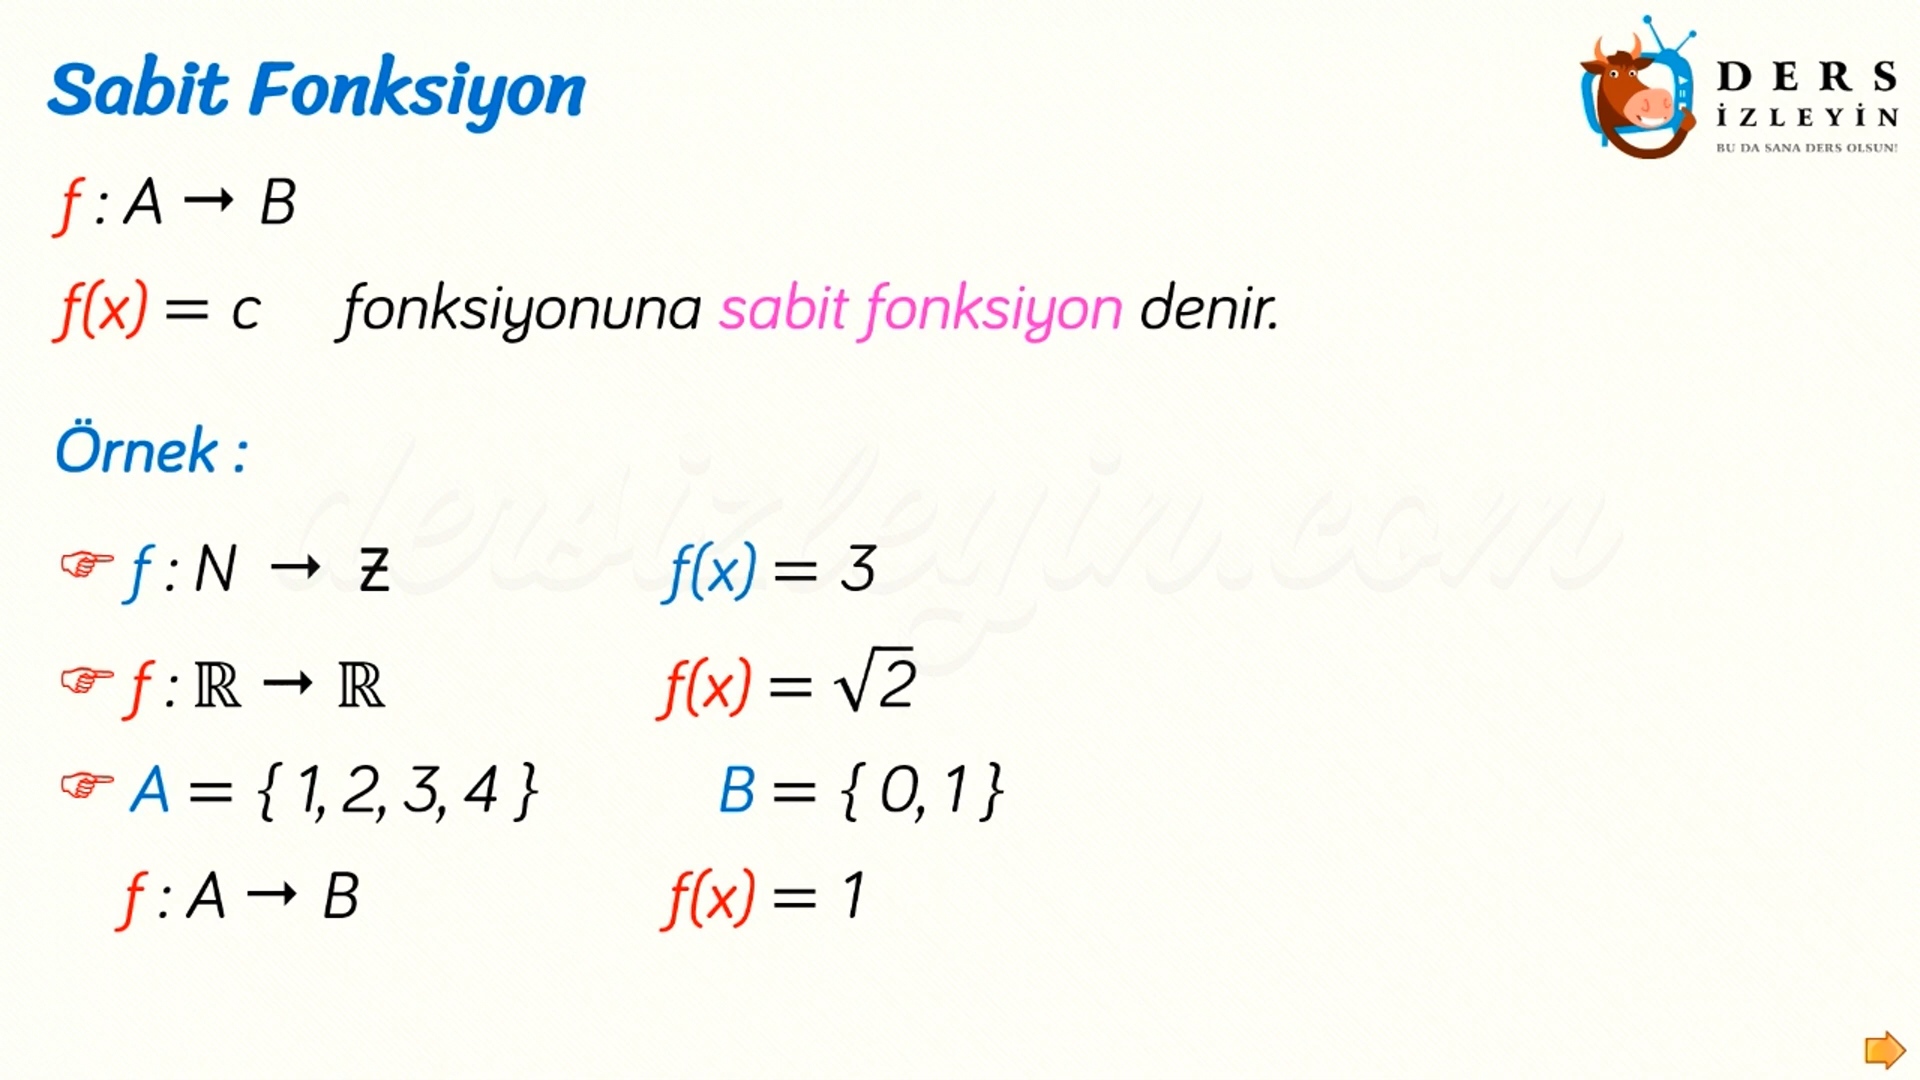 Sabit Fonksiyon
DERS
İZLEYİN
BU DA SANA DERS OLSUN!
f : A → B
f(x) = c fonksiyonuna sabit fonksiyon denir.
Örnek :
dersizleyin.com
☞ f : N → Ƶ f(x) = 3
☞ f : ℝ → ℝ f(x) = √2
☞ A = { 1, 2, 3, 4 } B = { 0, 1 }
f : A → B f(x) = 1